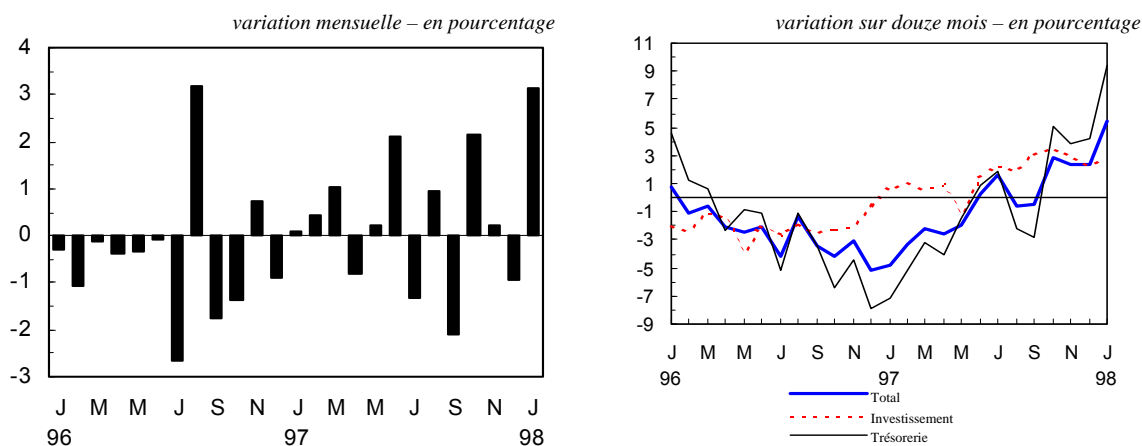 variation mensuelle – en pourcentage
4
3
2
1
0
-1
-2
-3
J M M J S N J M M J S N J
96 97 98
variation sur douze mois – en pourcentage
11
9
7
5
3
1
-1
-3
-5
-7
-9
J M M J S N J M M J S N J
96 97 98
Total
Investissement
Trésorerie